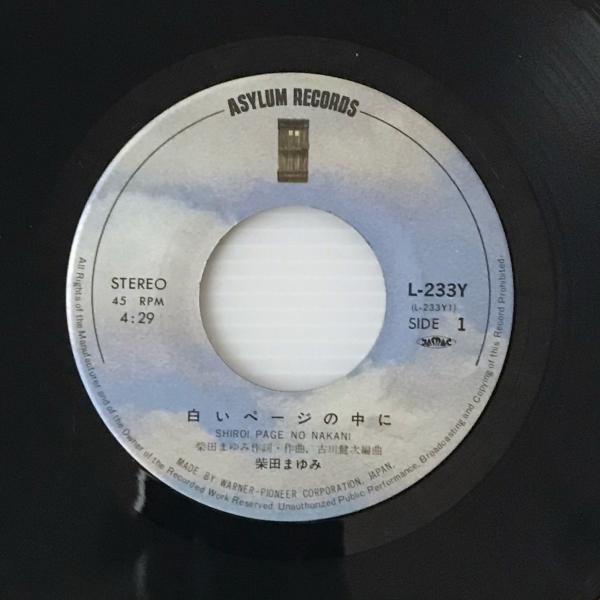 ASYLUM RECORDS
STEREO
45 RPM
4:29
L-233Y
(L-233Y1)
SIDE 1
JASRAC
白いページの中に
SHIROI PAGE NO NAKANI
柴田まゆみ作詞・作曲, 古川健次編曲
柴田まゆみ
MADE BY WARNER-PIONEER CORPORATION, JAPAN.
All Rights of the Manufacturer and of the Owner of the Recorded Work Reserved. Unauthorized Public Performance, Broadcasting and Copying of this Record Prohibited.